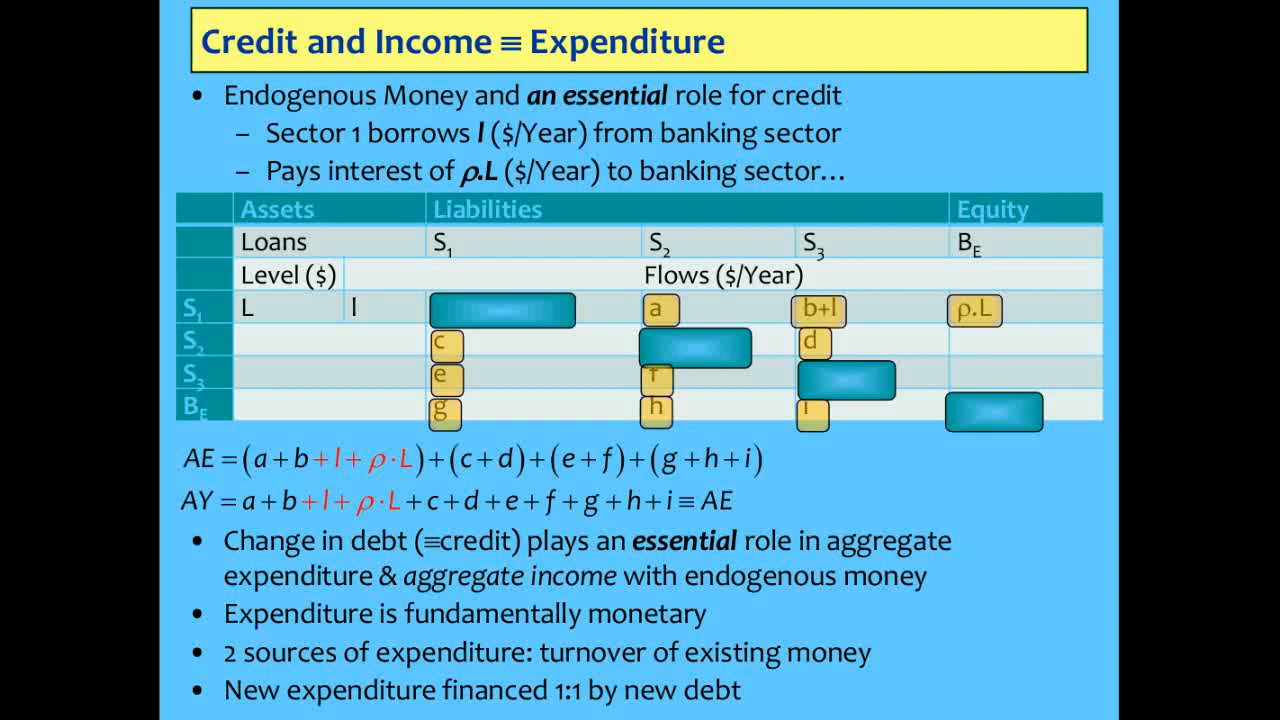 Credit and Income ≡ Expenditure
• Endogenous Money and an essential role for credit
– Sector 1 borrows l ($/Year) from banking sector
– Pays interest of ρ.L ($/Year) to banking sector…
Assets Liabilities Equity
Loans S1 S2 S3 BE
Level ($) Flows ($/Year)
S1 L l a b+l ρ.L
S2 c d
S3 e f
BE g h i
AE = (a + b + l + ρ · L) + (c + d) + (e + f) + (g + h + i)
AY = a + b + l + ρ · L + c + d + e + f + g + h + i ≡ AE
• Change in debt (≡credit) plays an essential role in aggregate
expenditure & aggregate income with endogenous money
• Expenditure is fundamentally monetary
• 2 sources of expenditure: turnover of existing money
• New expenditure financed 1:1 by new debt